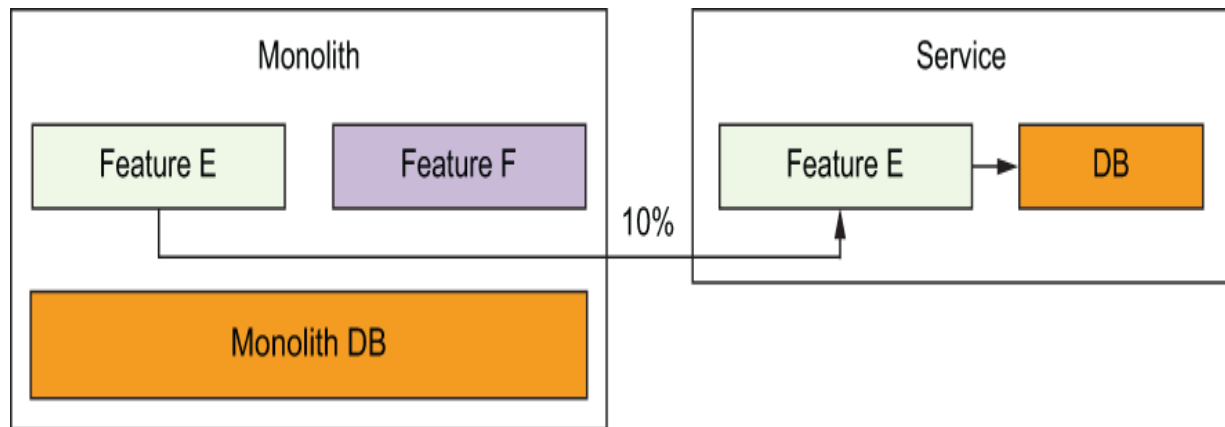 Monolith
Service
Feature E
Feature F
Feature E
DB
10%
Monolith DB